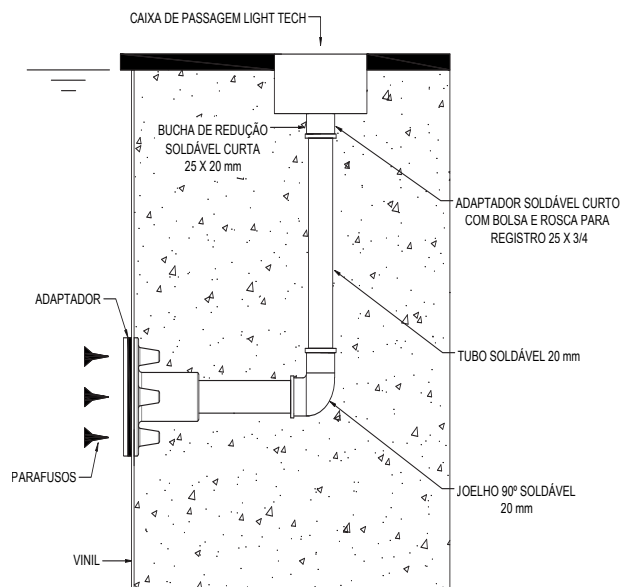 CAIXA DE PASSAGEM LIGHT TECH
BUCHA DE REDUÇÃO
SOLDÁVEL CURTA
25 X 20 mm
ADAPTADOR SOLDÁVEL CURTO
COM BOLSA E ROSCA PARA
REGISTRO 25 X 3/4
ADAPTADOR
TUBO SOLDÁVEL 20 mm
PARAFUSOS
JOELHO 90º SOLDÁVEL
20 mm
VINIL